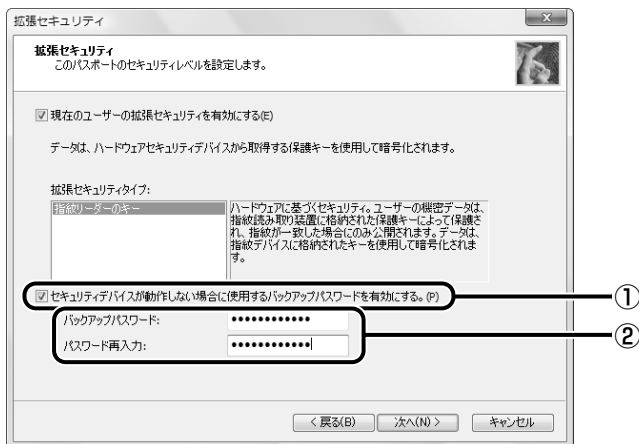 拡張セキュリティ
拡張セキュリティ
このパスポートのセキュリティレベルを設定します。
現在のユーザーの拡張セキュリティを有効にする(E)
データは、ハードウェアセキュリティデバイスから取得する保護キーを使用して暗号化されます。
拡張セキュリティタイプ:
指紋リーダーのキー
ハードウェアに基づくセキュリティ。ユーザーの機密データは、
指紋読み取り装置に格納された保護キーによって保護さ
れ、指紋が一致した場合にのみ公開されます。データは、
指紋デバイスに格納されたキーを使用して暗号化されま
す。
セキュリティデバイスが動作しない場合に使用するバックアップパスワードを有効にする。(P)
①
バックアップパスワード: ••••••••••••
②
パスワード再入力: ••••••••••••
< 戻る(B) 次へ(N) > キャンセル